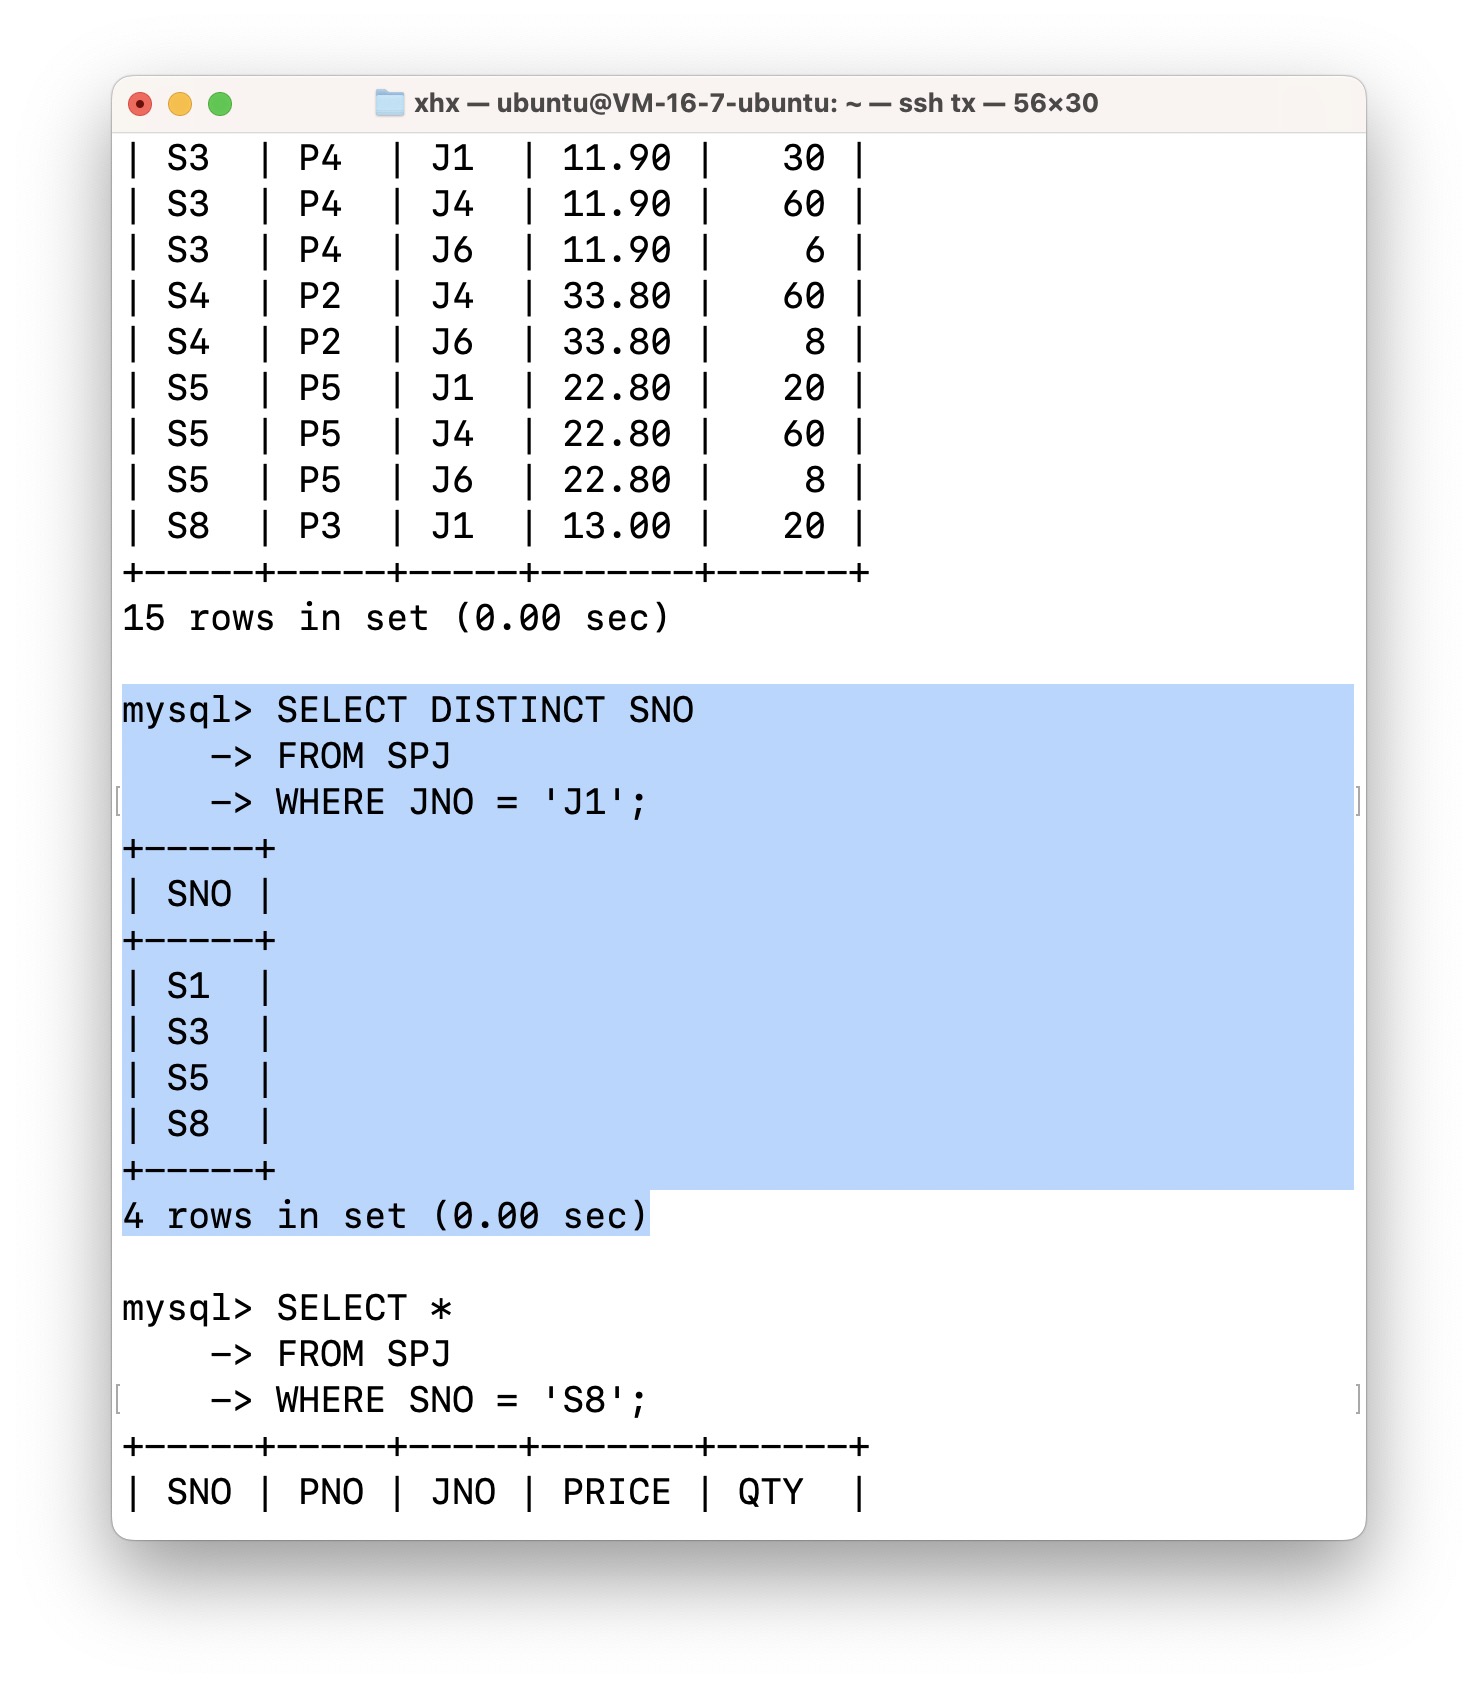 xhx — ubuntu@VM-16-7-ubuntu: ~ — ssh tx — 56×30
| S3  | P4  | J1  | 11.90 |   30 |
| S3  | P4  | J4  | 11.90 |   60 |
| S3  | P4  | J6  | 11.90 |    6 |
| S4  | P2  | J4  | 33.80 |   60 |
| S4  | P2  | J6  | 33.80 |    8 |
| S5  | P5  | J1  | 22.80 |   20 |
| S5  | P5  | J4  | 22.80 |   60 |
| S5  | P5  | J6  | 22.80 |    8 |
| S8  | P3  | J1  | 13.00 |   20 |
+-----+-----+-----+-------+------+
15 rows in set (0.00 sec)
mysql> SELECT DISTINCT SNO
    -> FROM SPJ
[    -> WHERE JNO = 'J1'; ]
+-----+
| SNO |
+-----+
| S1  |
| S3  |
| S5  |
| S8  |
+-----+
4 rows in set (0.00 sec)
mysql> SELECT *
    -> FROM SPJ
[    -> WHERE SNO = 'S8'; ]
+-----+-----+-----+-------+------+
| SNO | PNO | JNO | PRICE | QTY  |